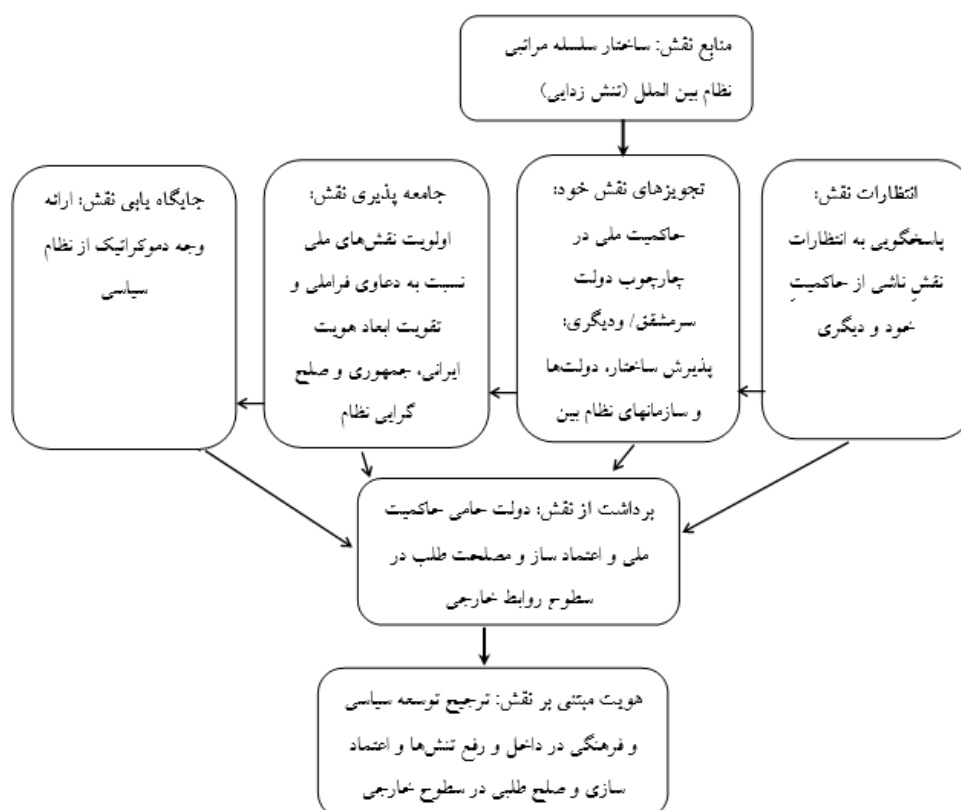 منابع نقش: ساختار سلسله مراتبی
نظام بین الملل (تنش زدایی)
انتظارات نقش:
پاسخگویی به انتظارات
نقشِ ناشی از حاکمیتِ
خود و دیگری
تجویزهای نقش خود:
حاکمیت ملی در
چارچوب دولت
سرمشقق/ ودیگری:
پذیرش ساختار، دولت‌ها
و سازمانهای نظام بین
جامعه پذیری نقش:
اولویت نقش‌های ملی
نسبت به دعاوی فراملی و
تقویت ابعاد هویت
ایرانی، جمهوری و صلح
گرایی نظام
جایگاه یابی نقش: ارائه
وجه دموکراتیک از نظام
سیاسی
برداشت از نقش: دولت حامی حاکمیت
ملی و اعتماد ساز و مصلحت طلب در
سطوح روابط خارجی
هویت مبتنی بر نقش: ترجیح توسعه سیاسی
و فرهنگی در داخل و رفع تنش‌ها و اعتماد
سازی و صلح طلبی در سطوح خارجی